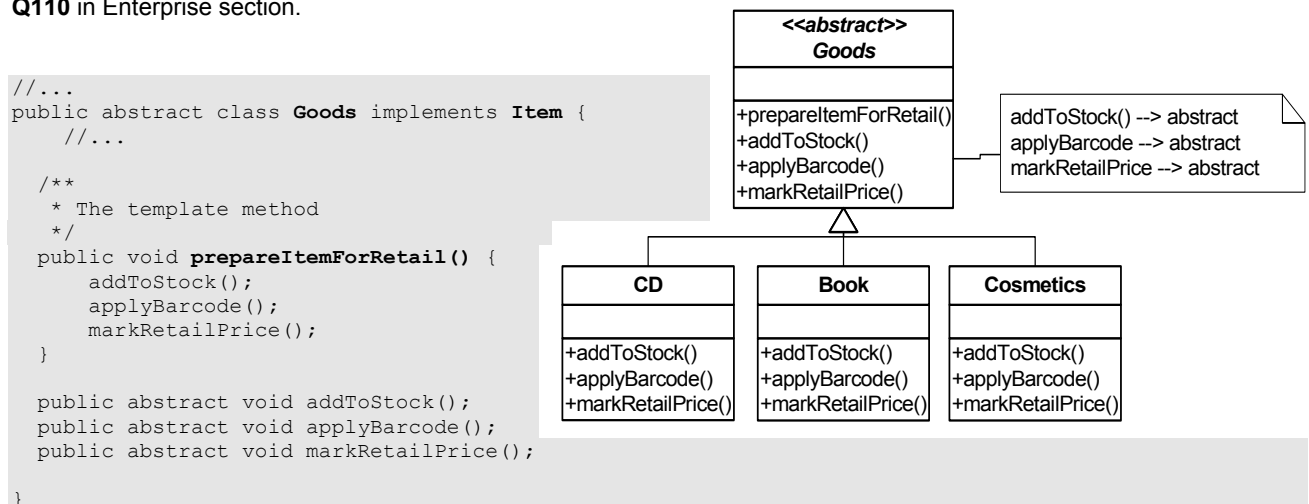 Q110 in Enterprise section.
//...
public abstract class Goods implements Item {
//...
/**
* The template method
*/
public void prepareItemForRetail() {
addToStock();
applyBarcode();
markRetailPrice();
}
public abstract void addToStock();
public abstract void applyBarcode();
public abstract void markRetailPrice();
}
<<abstract>>
Goods
+prepareItemForRetail()
+addToStock()
+applyBarcode()
+markRetailPrice()
addToStock() --> abstract
applyBarcode --> abstract
markRetailPrice --> abstract
CD
+addToStock()
+applyBarcode()
+markRetailPrice()
Book
+addToStock()
+applyBarcode()
+markRetailPrice()
Cosmetics
+addToStock()
+applyBarcode()
+markRetailPrice()